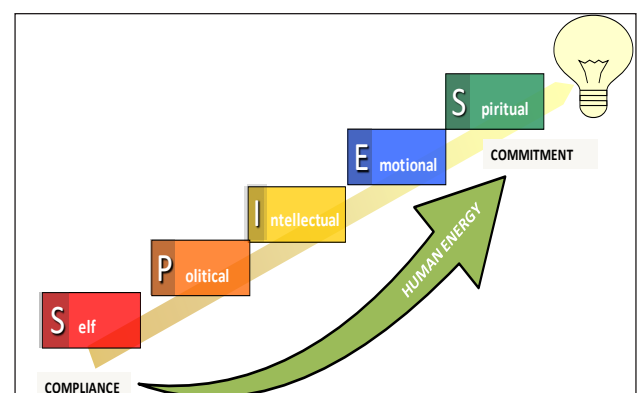 S piritual
E motional
COMMITMENT
I ntellectual
P olitical
HUMAN ENERGY
S elf
COMPLIANCE